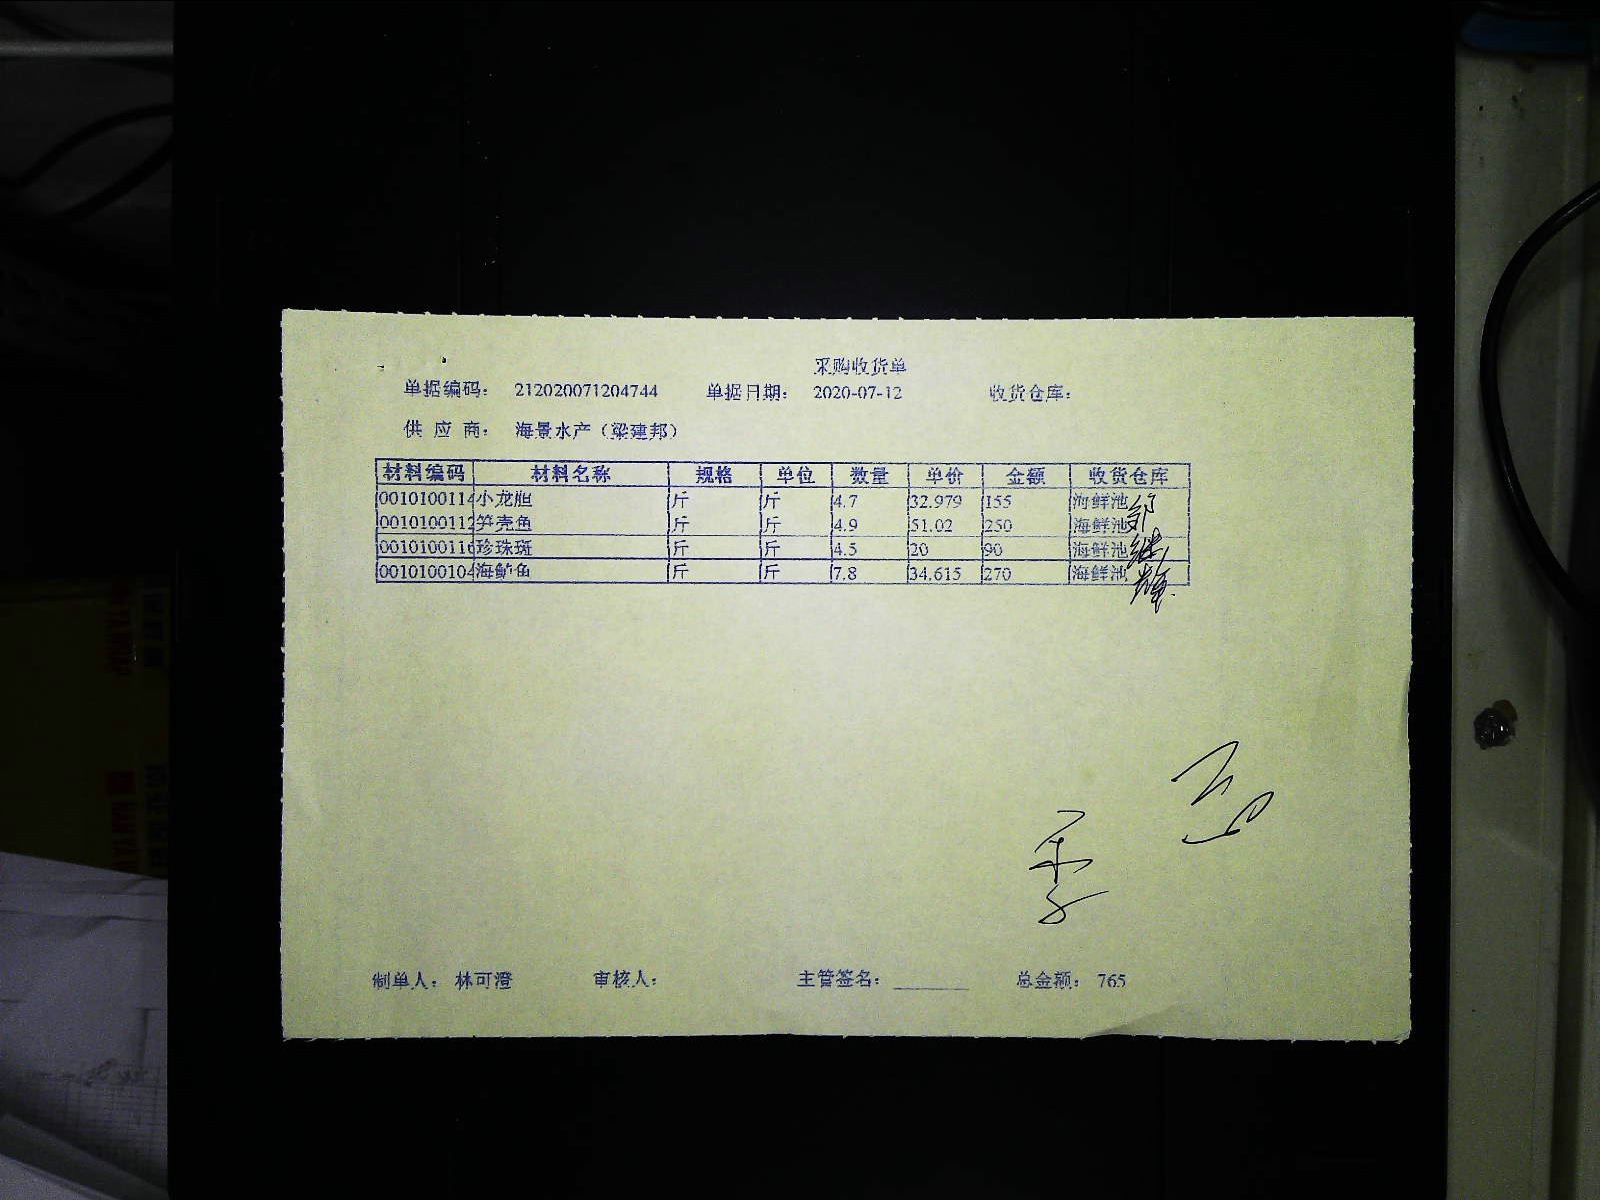 采购收货单
单据编码： 212020071204744 单据日期： 2020-07-12 收货仓库：
供 应 商： 海景水产（梁建邦）
材料编码 材料名称 规格 单位 数量 单价 金额 收货仓库
0010100114 小龙胆 斤 斤 4.7 32.979 155 海鲜池
0010100112 笋壳鱼 斤 斤 4.9 51.02 250 海鲜池
0010100116 珍珠斑 斤 斤 4.5 20 90 海鲜池
0010100104 海鲈鱼 斤 斤 7.8 34.615 270 海鲜池
制单人： 林可澄 审核人： 主管签名： 总金额： 765